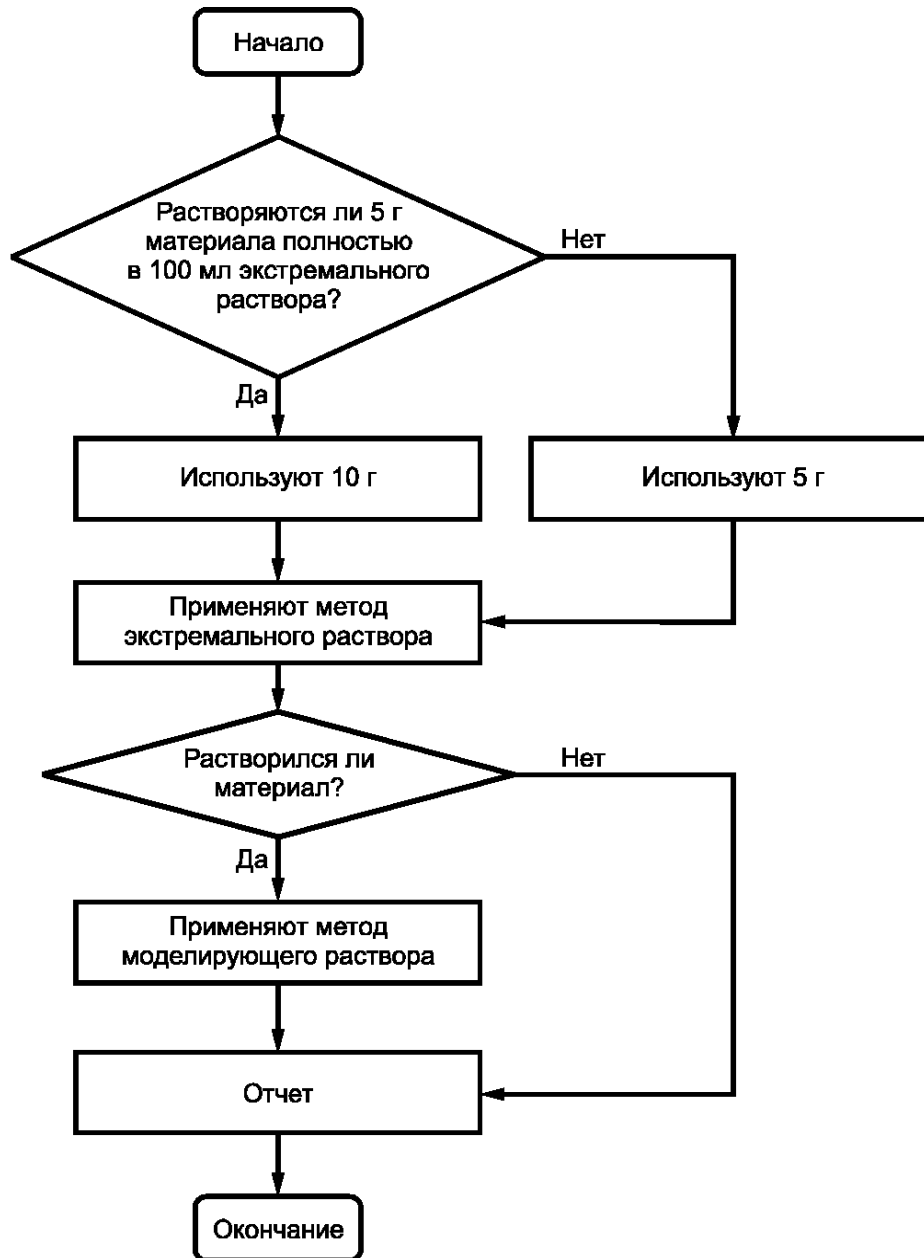 Начало
Растворяются ли 5 г
материала полностью
в 100 мл экстремального
раствора?
Нет
Да
Используют 10 г
Используют 5 г
Применяют метод
экстремального раствора
Растворился ли
материал?
Нет
Да
Применяют метод
моделирующего раствора
Отчет
Окончание